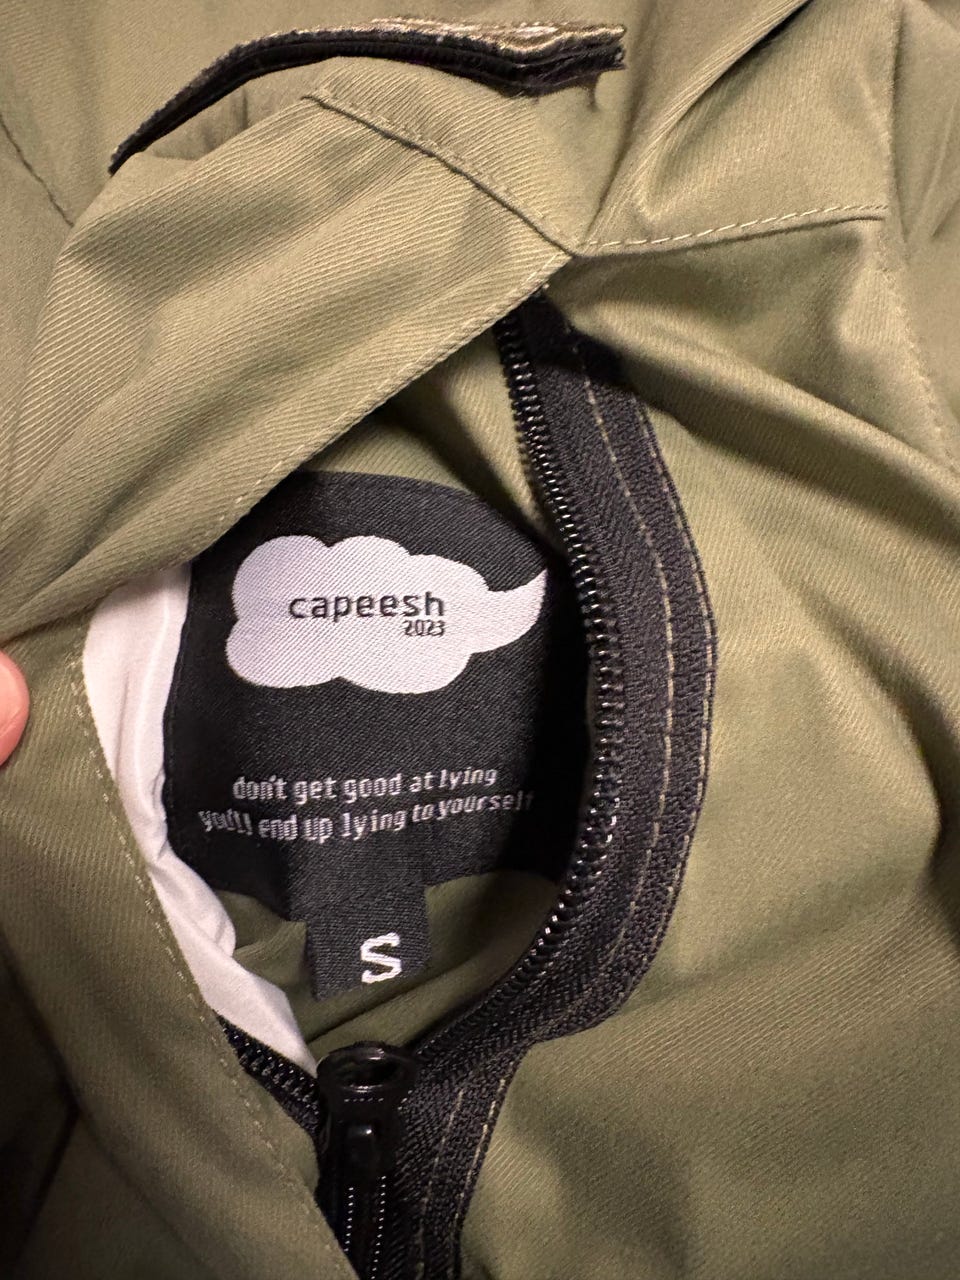 capeesh
2023
don't get good at lying
you'll end up lying to yourself
S